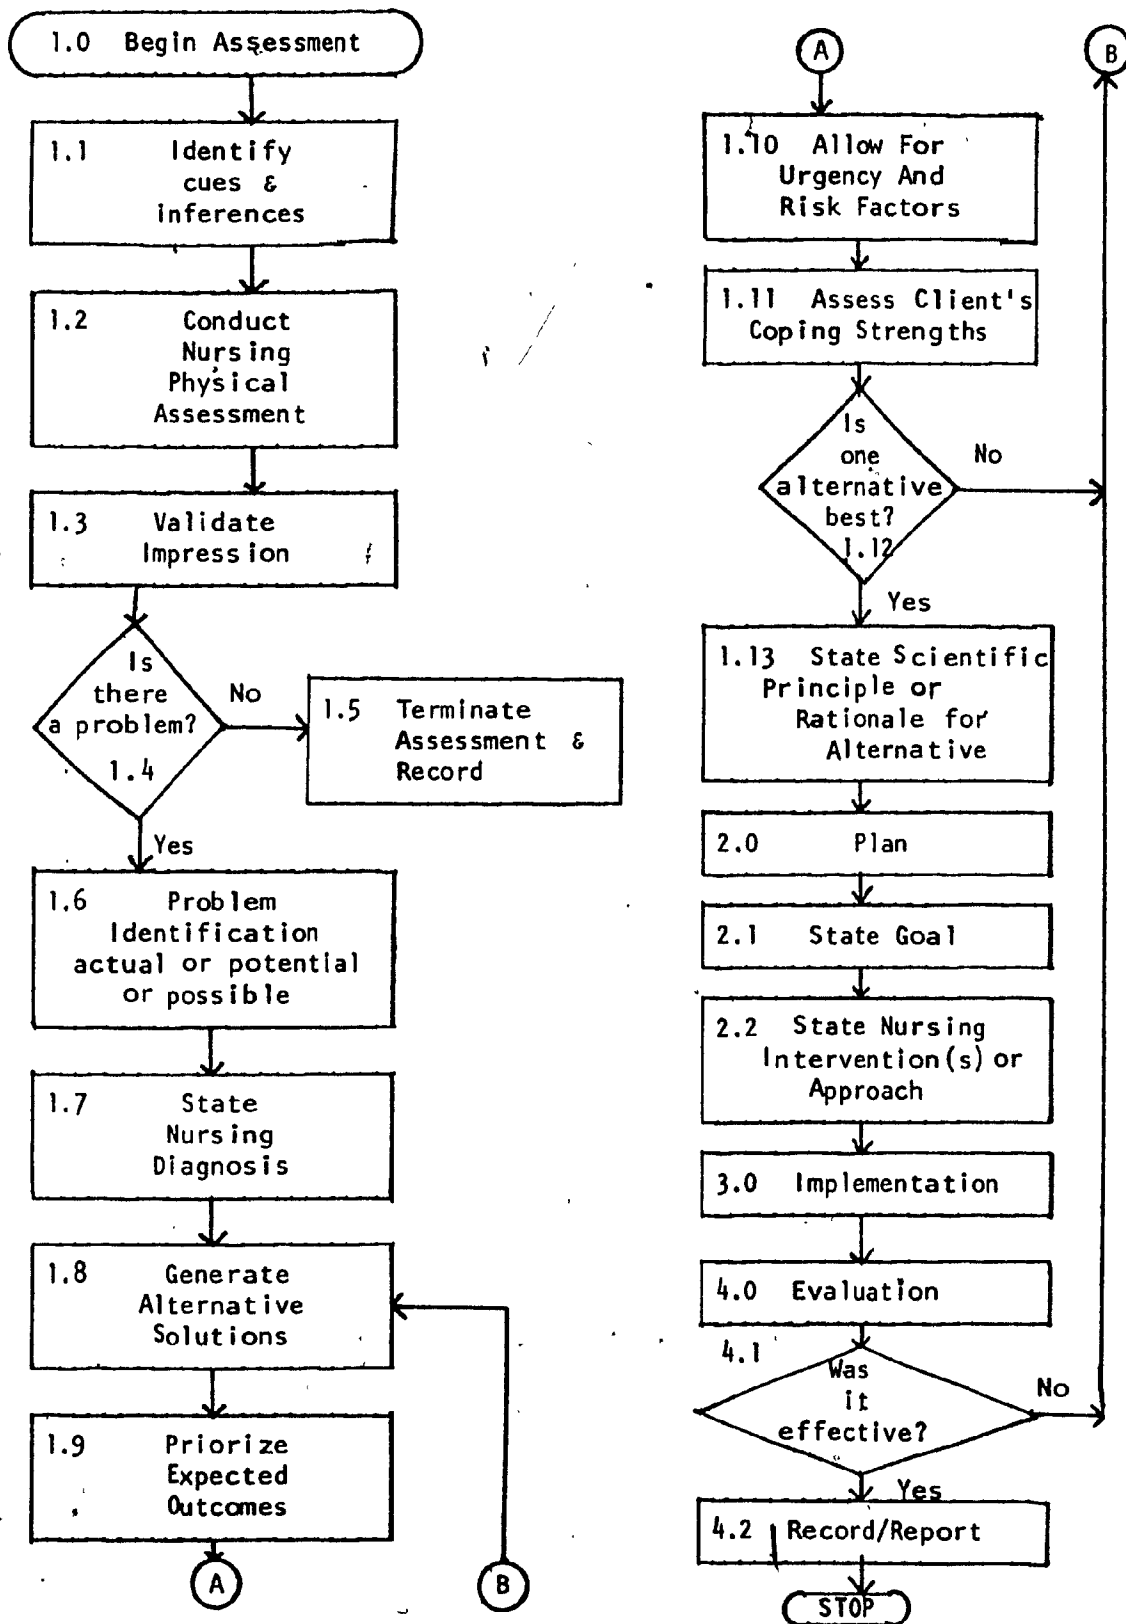 1.0 Begin Assessment
1.1 Identify
cues &
inferences
1.2 Conduct
Nursing
Physical
Assessment
1.3 Validate
Impression
Is
there
a problem?
1.4
No
1.5 Terminate
Assessment &
Record
Yes
1.6 Problem
Identification
actual or potential
or possible
1.7 State
Nursing
Diagnosis
1.8 Generate
Alternative
Solutions
1.9 Priorize
Expected
Outcomes
A
B
A
B
1.10 Allow For
Urgency And
Risk Factors
1.11 Assess Client's
Coping Strengths
Is
one
alternative
best?
1.12
No
Yes
1.13 State Scientific
Principle or
Rationale for
Alternative
2.0 Plan
2.1 State Goal
2.2 State Nursing
Intervention(s) or
Approach
3.0 Implementation
4.0 Evaluation
4.1
Was
it
effective?
No
Yes
4.2 Record/Report
STOP